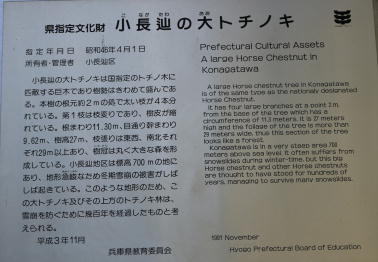 県指定文化財 小長辿の大トチノキ
指定年月日 昭和46年4月1日
所有者・管理者 小長辿区
小長辿の大トチノキは国指定のトチノ木に
匹敵する巨木であり樹勢はきわめて盛んであ
る。本樹の根元約2mの処で太い枝が4本分
れている。第1枝は枝変りであり、樹皮が縮
れている。根まわり11.30m、目通り幹まわり
9.62m、樹高27m、枝張りは東西、南北それ
ぞれ29m以上あり、樹冠は丸く大きな森を形
成している。小長辿地区は標高700mの地に
あり、地形急峻なため冬期雪崩の被害がしば
しば起きている。このような地形のため、こ
の大トチノキ及びその上方のトチノキ林は、
雪崩を防ぐために幾百年を経過したものと考
えられる。
平成3年11月
兵庫県教育委員会
Prefectural Cultural Assets
A large Horse Chestnut in
Konagatawa
A large Horse chestnut tree in Konagatawa
is of the same type as the nationally designated
Horse Chestnut.
It has four large branches at a point 2 m.
from the base of the tree which has a
circumference of 11.3 meters. It is 27 meters
high and the foliage of the tree is more than
29 meters wide, thus this section of the tree
looks like a forest.
Konagatawa is in a very steep area 700
meters above sea level. It often suffers from
snowslides during winter-time, but this big
Horse chestnut and other Horse chestnuts
are thought to have stood for hundreds of
years, managing to survive many snowslides.
1991 November
Hyogo Prefectural Board of Education